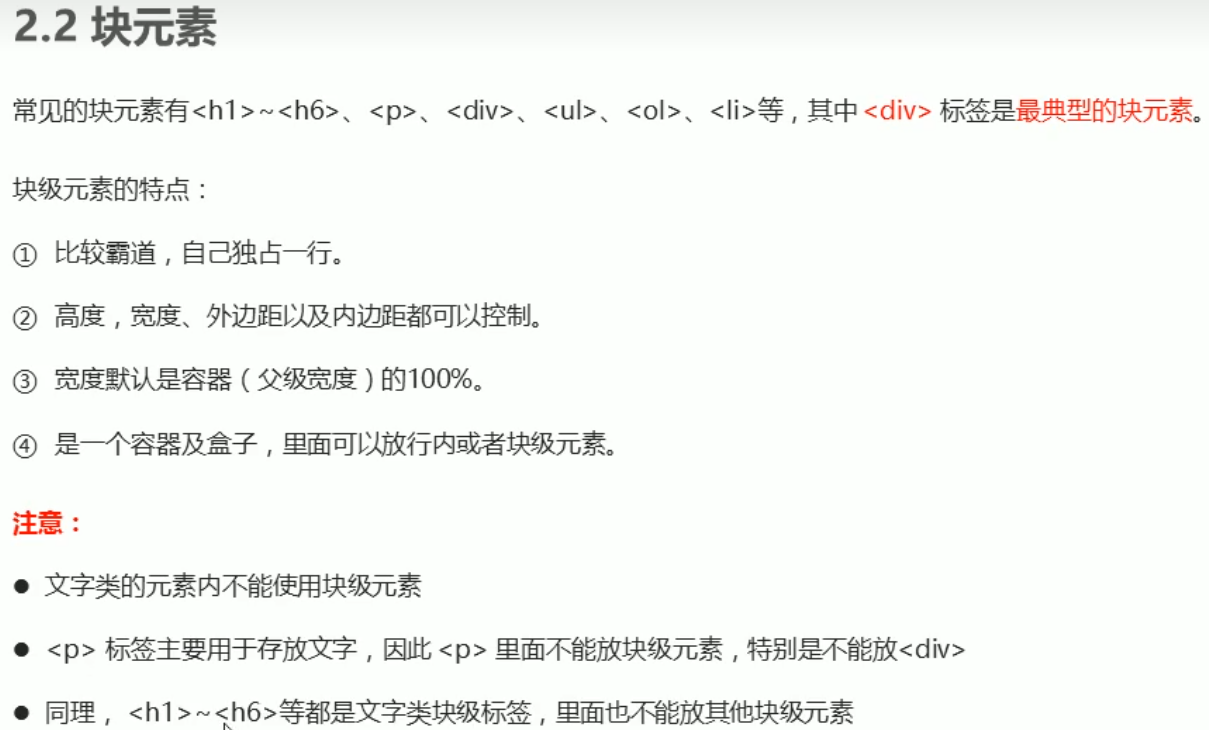 2.2 块元素
常见的块元素有<h1>~<h6>、<p>、<div>、<ul>、<ol>、<li>等，其中 <div> 标签是最典型的块元素。
块级元素的特点：
① 比较霸道，自己独占一行。
② 高度，宽度、外边距以及内边距都可以控制。
③ 宽度默认是容器（父级宽度）的100%。
④ 是一个容器及盒子，里面可以放行内或者块级元素。
注意：
● 文字类的元素内不能使用块级元素
● <p> 标签主要用于存放文字，因此 <p> 里面不能放块级元素，特别是不能放<div>
● 同理， <h1>~<h6>等都是文字类块级标签，里面也不能放其他块级元素